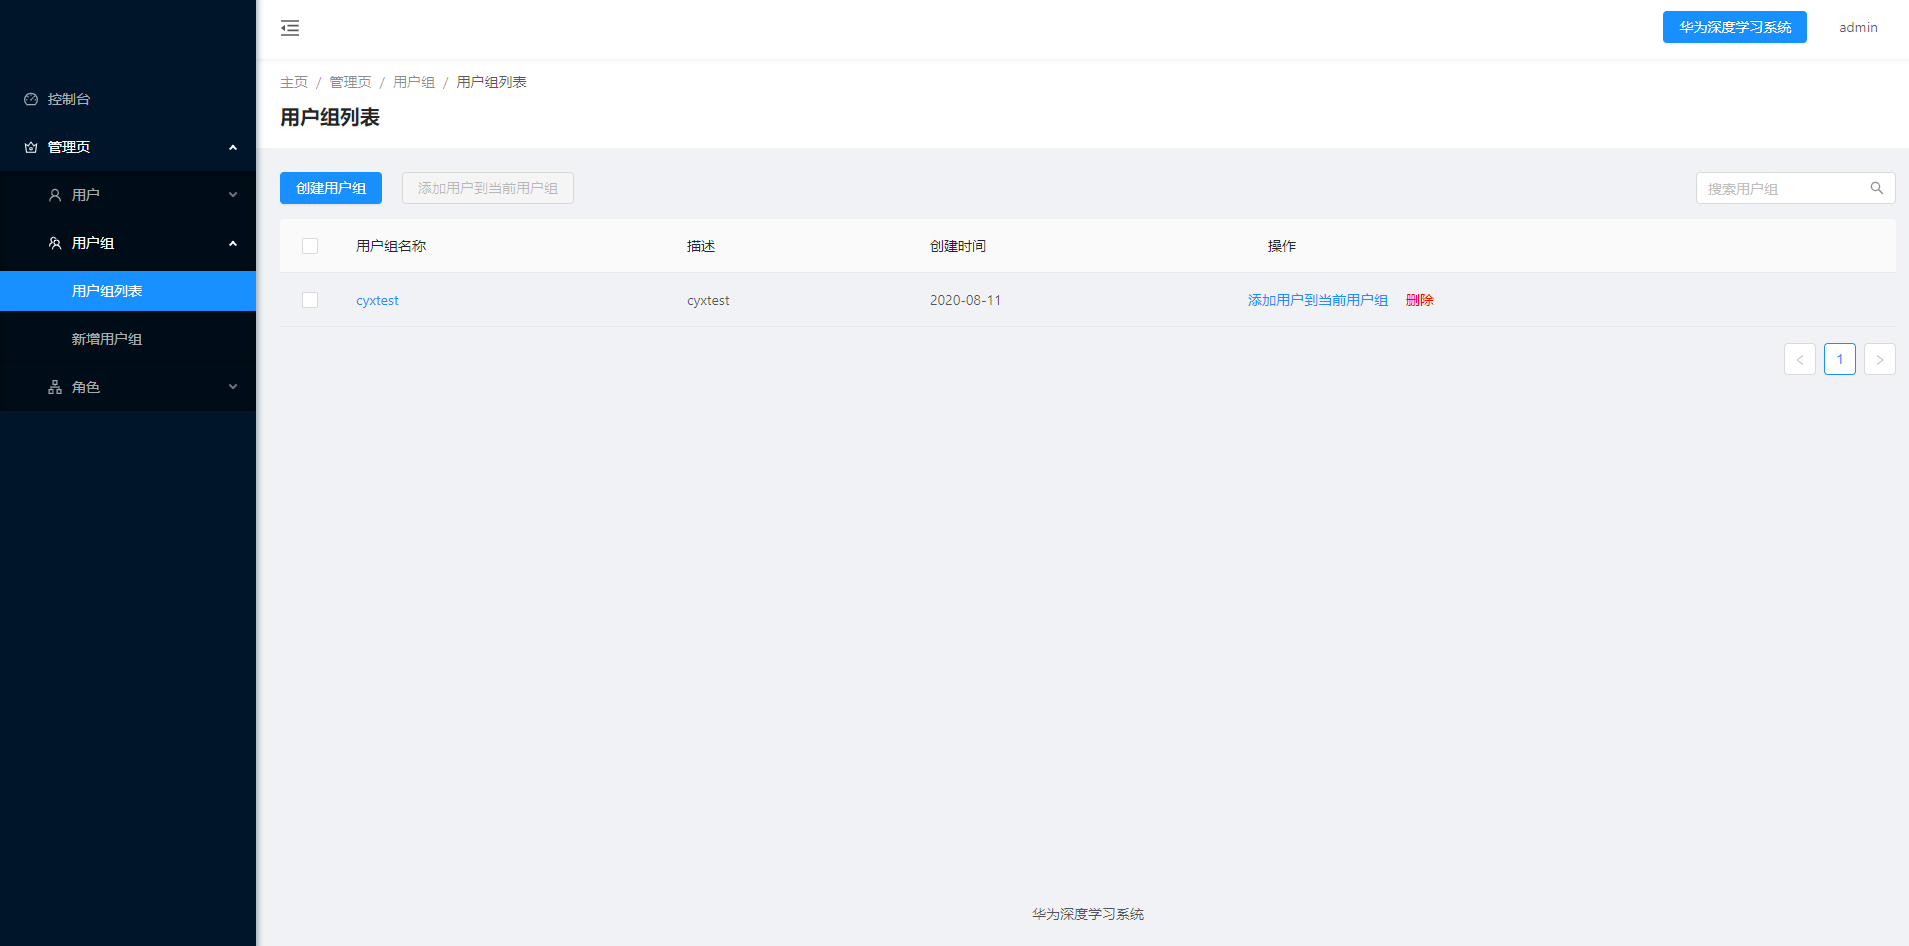 华为深度学习系统 admin
控制台
管理页
用户
用户组
用户组列表
新增用户组
角色
主页 / 管理页 / 用户组 / 用户组列表
用户组列表
创建用户组 添加用户到当前用户组 搜索用户组
用户组名称 描述 创建时间 操作
cyxtest cyxtest 2020-08-11 添加用户到当前用户组 删除
< 1 >
华为深度学习系统